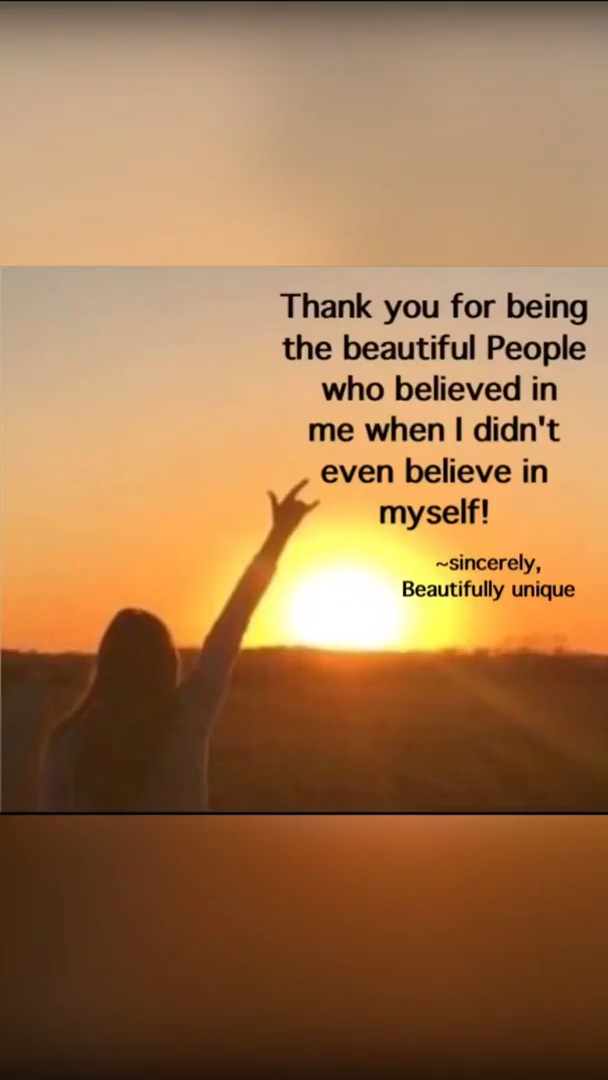 Thank you for being
the beautiful People
who believed in
me when I didn't
even believe in
myself!
~sincerely,
Beautifully unique